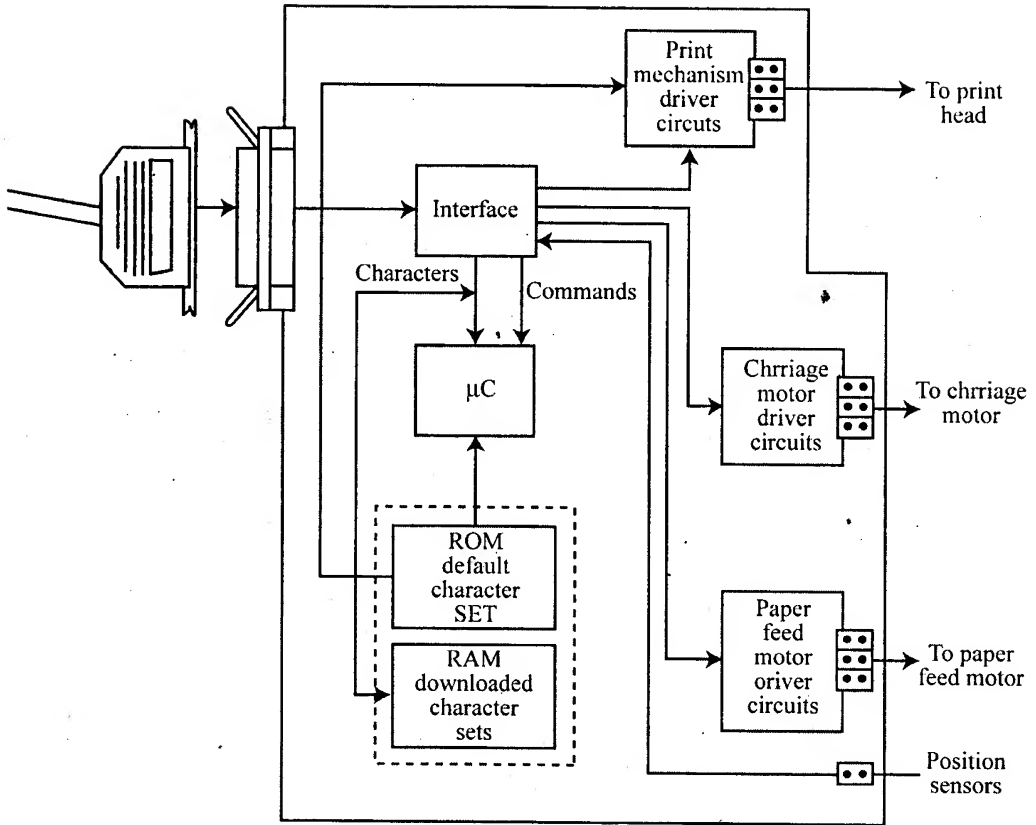 Print
mechanism
driver
circuts
To print
head
Interface
Characters
Commands
μC
Chrriage
motor
driver
circuits
To chrriage
motor
ROM
default
character
SET
RAM
downloaded
character
sets
Paper
feed
motor
oriver
circuits
To paper
feed motor
Position
sensors